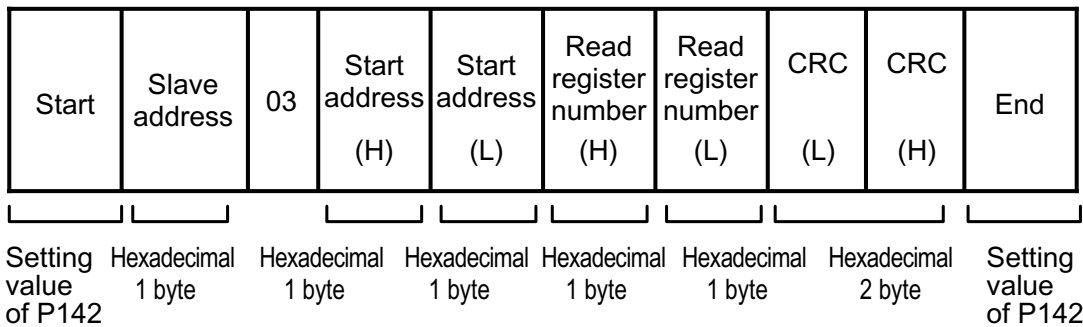 Start
Slave
address
03
Start
address
(H)
Start
address
(L)
Read
register
number
(H)
Read
register
number
(L)
CRC
(L)
CRC
(H)
End
Setting
value
of P142
Hexadecimal
1 byte
Hexadecimal
1 byte
Hexadecimal
1 byte
Hexadecimal
1 byte
Hexadecimal
1 byte
Hexadecimal
2 byte
Setting
value
of P142